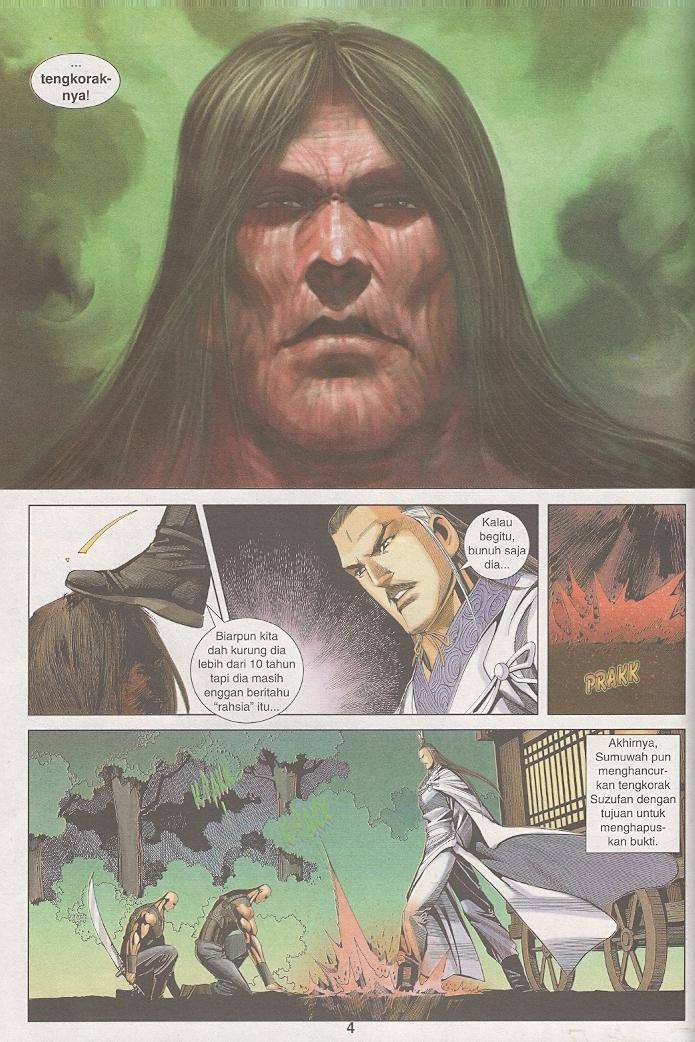 ...
tengkorak-
nya!
Biarpun kita
dah kurung dia
lebih dari 10 tahun
tapi dia masih
enggan beritahu
“rahsia” itu...
Kalau
begitu,
bunuh saja
dia...
PRAKK
Akhirnya,
Sumuwah pun
menghancur-
kan tengkorak
Suzufan dengan
tujuan untuk
menghapus-
kan bukti.
4